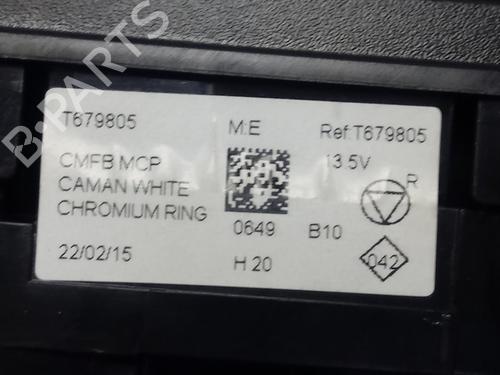 T679805 M:E Ref:T679805
CMFB MCP 13.5V
CAMAN WHITE R
CHROMIUM RING
0649 B10
22/02/15 H 20 042
B-PARTS